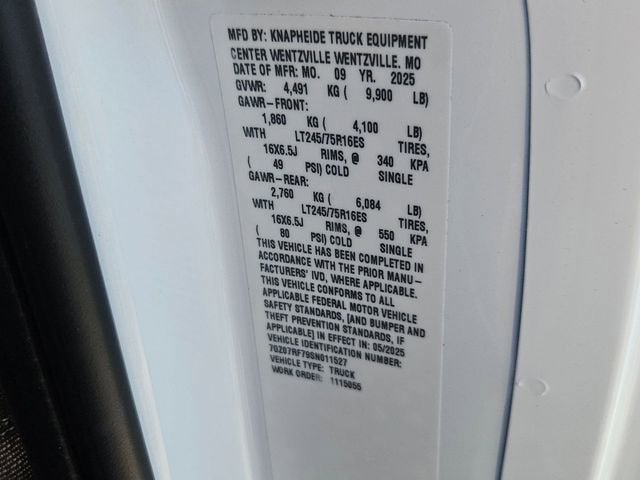 MFD BY: KNAPHEIDE TRUCK EQUIPMENT
CENTER WENTZVILLE WENTZVILLE. MO
DATE OF MFR: MO. 09 YR. 2025
GVWR: 4,491 KG ( 9,900 LB)
GAWR-FRONT:
1,860 KG ( 4,100 LB)
WITH LT245/75R16ES TIRES,
16X6.5J RIMS, @ 340 KPA
( 49 PSI) COLD SINGLE
GAWR-REAR:
2,760 KG ( 6,084 LB)
WITH LT245/75R16ES TIRES,
16X6.5J RIMS, @ 550 KPA
( 80 PSI) COLD SINGLE
THIS VEHICLE HAS BEEN COMPLETED IN
ACCORDANCE WITH THE PRIOR MANU-
FACTURERS' IVD, WHERE APPLICABLE.
THIS VEHICLE CONFORMS TO ALL
APPLICABLE FEDERAL MOTOR VEHICLE
SAFETY STANDARDS, [AND BUMPER AND
THEFT PREVENTION STANDARDS, IF
APPLICABLE] IN EFFECT IN: 05/2025
VEHICLE IDENTIFICATION NUMBER:
7GZ07RF79SN011527
VEHICLE TYPE: TRUCK
WORK ORDER: 1115055